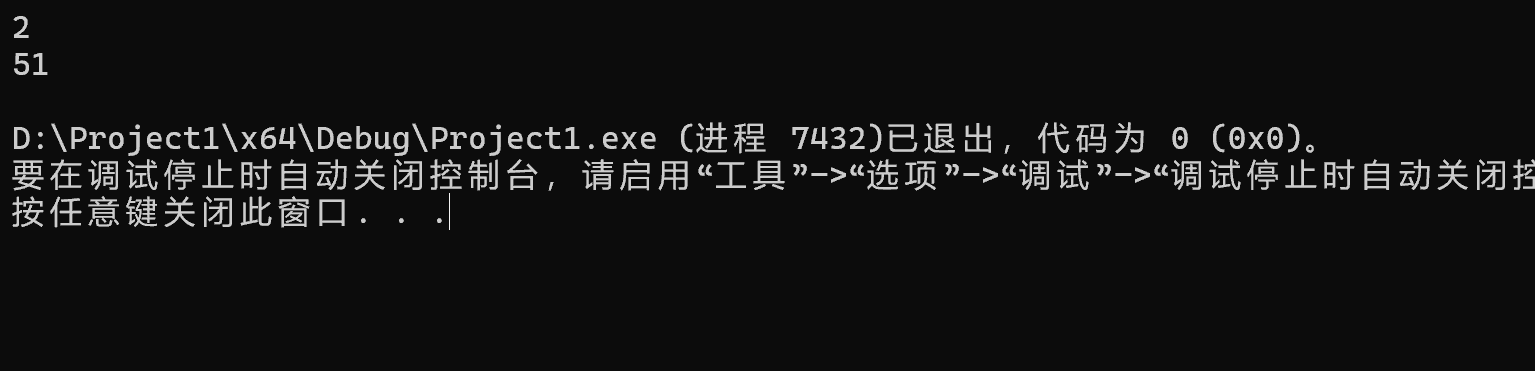 2
51
D:\Project1\x64\Debug\Project1.exe (进程 7432)已退出，代码为 0 (0x0)。
要在调试停止时自动关闭控制台，请启用“工具”->“选项”->“调试”->“调试停止时自动关闭控
按任意键关闭此窗口. . .